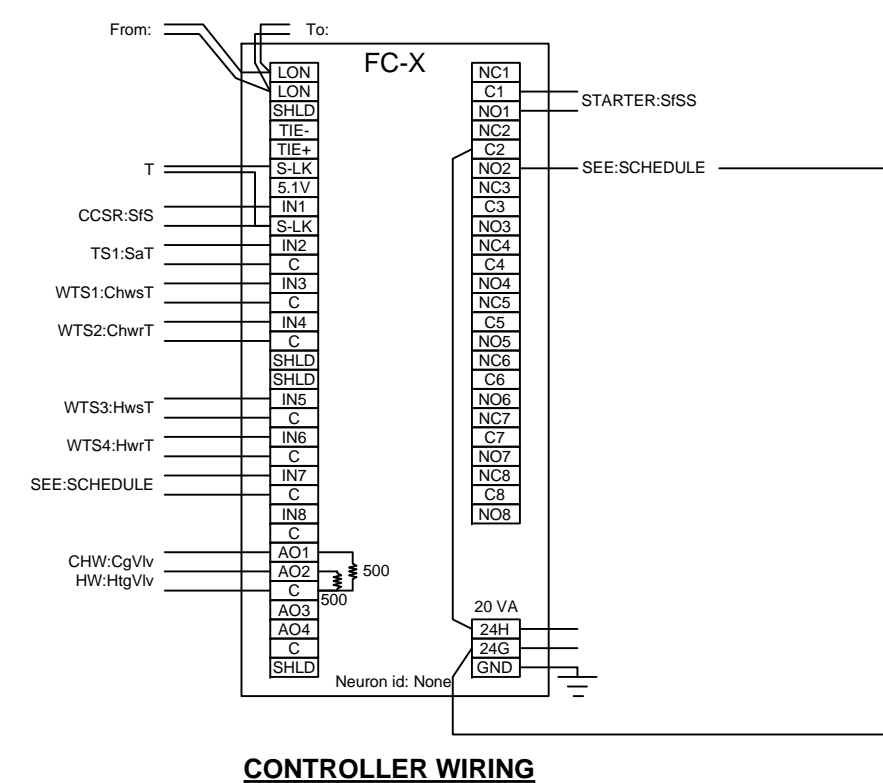 From:
To:
FC-X
LON
LON
SHLD
TIE-
TIE+
T
S-LK
5.1V
CCSR:SfS
IN1
S-LK
TS1:SaT
IN2
C
WTS1:ChwsT
IN3
C
WTS2:ChwrT
IN4
C
SHLD
SHLD
WTS3:HwsT
IN5
C
WTS4:HwrT
IN6
C
SEE:SCHEDULE
IN7
C
IN8
C
CHW:CgVlv
HW:HtgVlv
AO1
AO2
C
500
500
AO3
AO4
C
SHLD
NC1
C1
NO1
STARTER:SfSS
NC2
C2
NO2
SEE:SCHEDULE
NC3
C3
NO3
NC4
C4
NO4
NC5
C5
NO5
NC6
C6
NO6
NC7
C7
NO7
NC8
C8
NO8
20 VA
24H
24G
GND
Neuron id: None
CONTROLLER WIRING